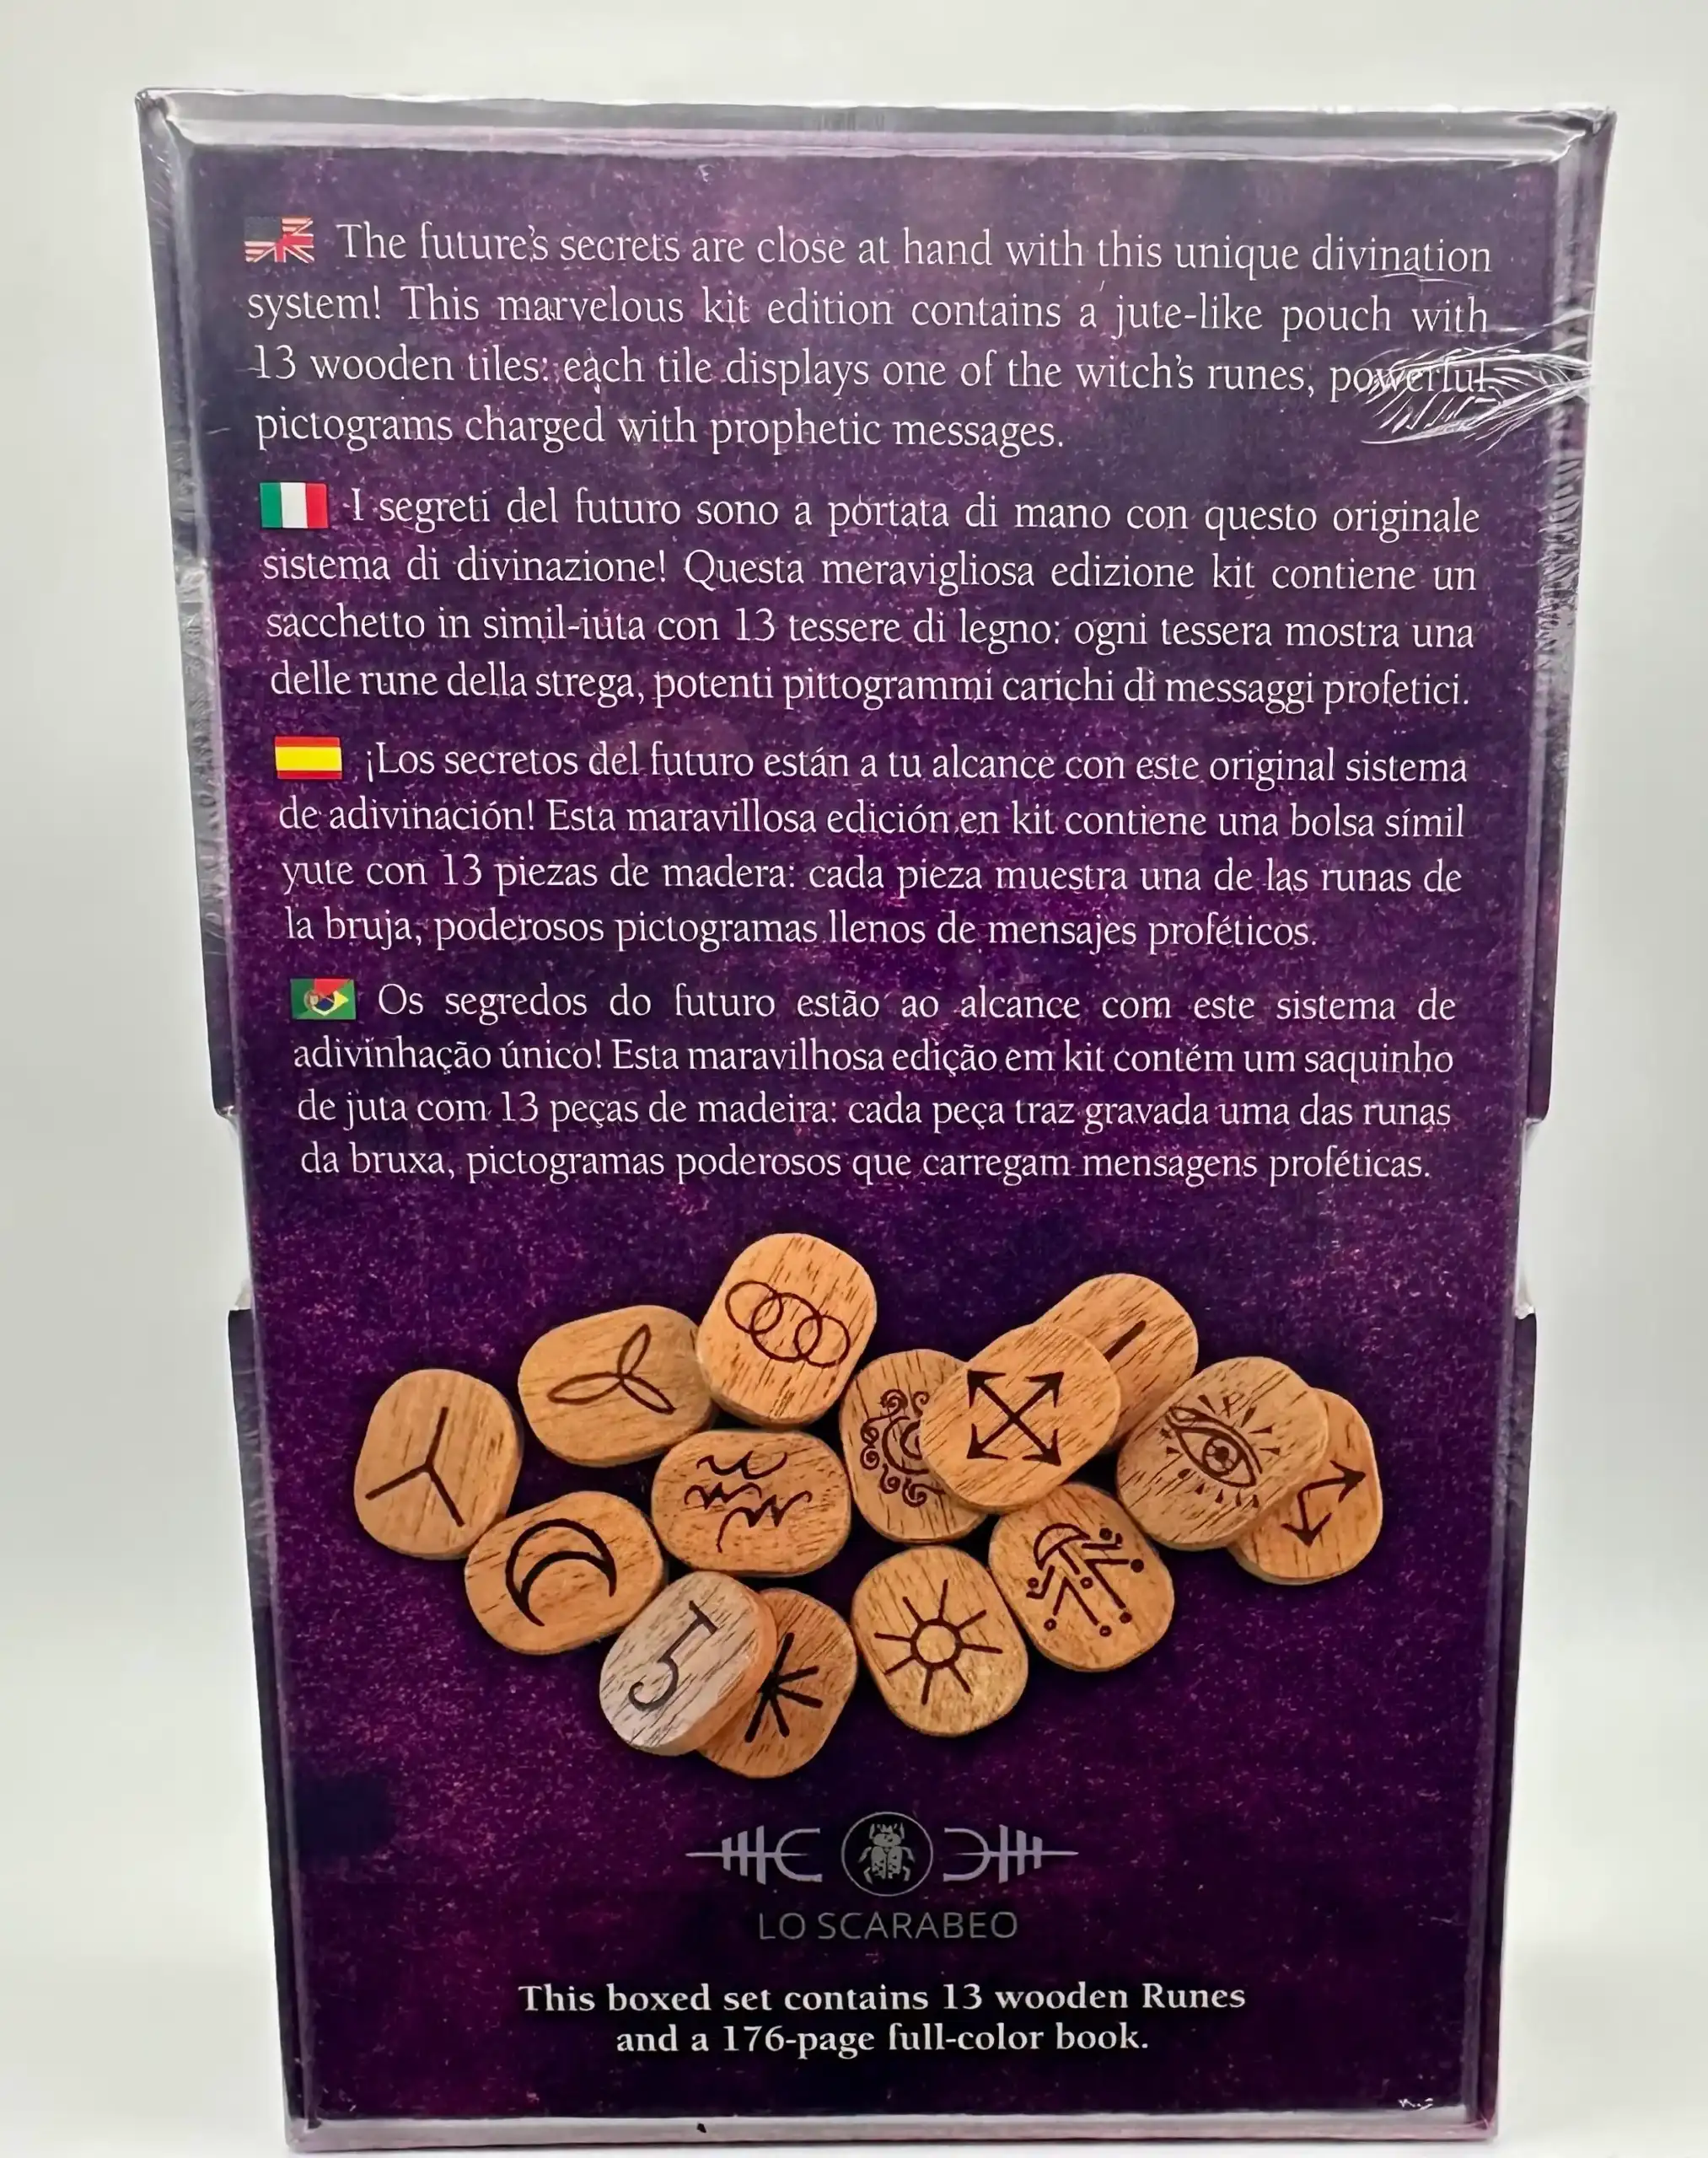 The future's secrets are close at hand with this unique divination
system! This marvelous kit edition contains a jute-like pouch with
13 wooden tiles: each tile displays one of the witch's runes, powerful
pictograms charged with prophetic messages.
I segreti del futuro sono a portata di mano con questo originale
sistema di divinazione! Questa meravigliosa edizione kit contiene un
sacchetto in simil-iuta con 13 tessere di legno: ogni tessera mostra una
delle rune della strega, potenti pittogrammi carichi di messaggi profetici.
¡Los secretos del futuro están a tu alcance con este original sistema
de adivinación! Esta maravillosa edición en kit contiene una bolsa símil
yute con 13 piezas de madera: cada pieza muestra una de las runas de
la bruja, poderosos pictogramas llenos de mensajes proféticos.
Os segredos do futuro estão ao alcance com este sistema de
adivinhação único! Esta maravilhosa edição em kit contém um saquinho
de juta com 13 peças de madeira: cada peça traz gravada uma das runas
da bruxa, pictogramas poderosos que carregam mensagens proféticas.
LO SCARABEO
This boxed set contains 13 wooden Runes
and a 176-page full-color book.